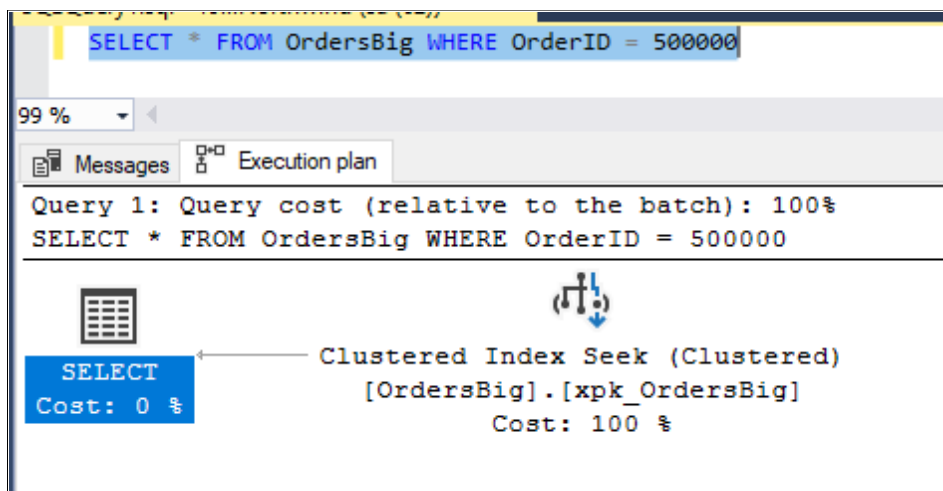 SELECT * FROM OrdersBig WHERE OrderID = 500000
99 %
Messages
Execution plan
Query 1: Query cost (relative to the batch): 100%
SELECT * FROM OrdersBig WHERE OrderID = 500000
Clustered Index Seek (Clustered)
[OrdersBig].[xpk_OrdersBig]
Cost: 100 %
SELECT
Cost: 0 %